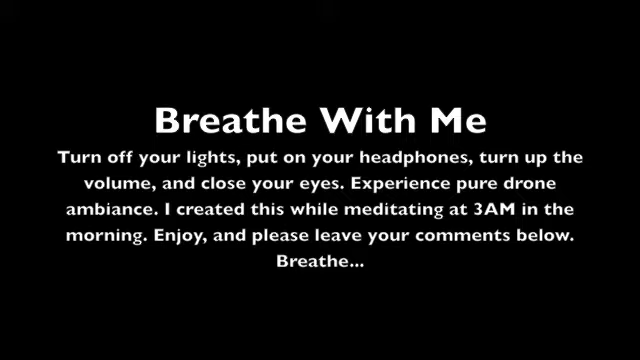 Breathe With Me
Turn off your lights, put on your headphones, turn up the
volume, and close your eyes. Experience pure drone
ambiance. I created this while meditating at 3AM in the
morning. Enjoy, and please leave your comments below.
Breathe...